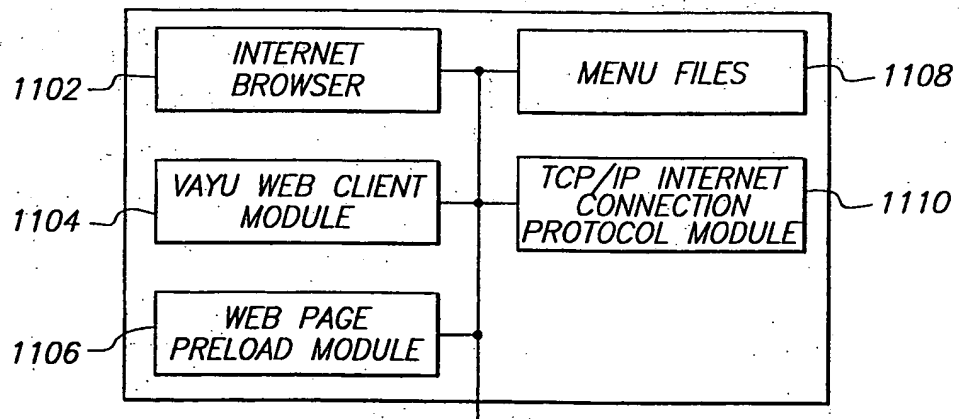 INTERNET
BROWSER
1102
MENU FILES
1108
VAYU WEB CLIENT
MODULE
1104
TCP/IP INTERNET
CONNECTION
PROTOCOL MODULE
1110
WEB PAGE
PRELOAD MODULE
1106